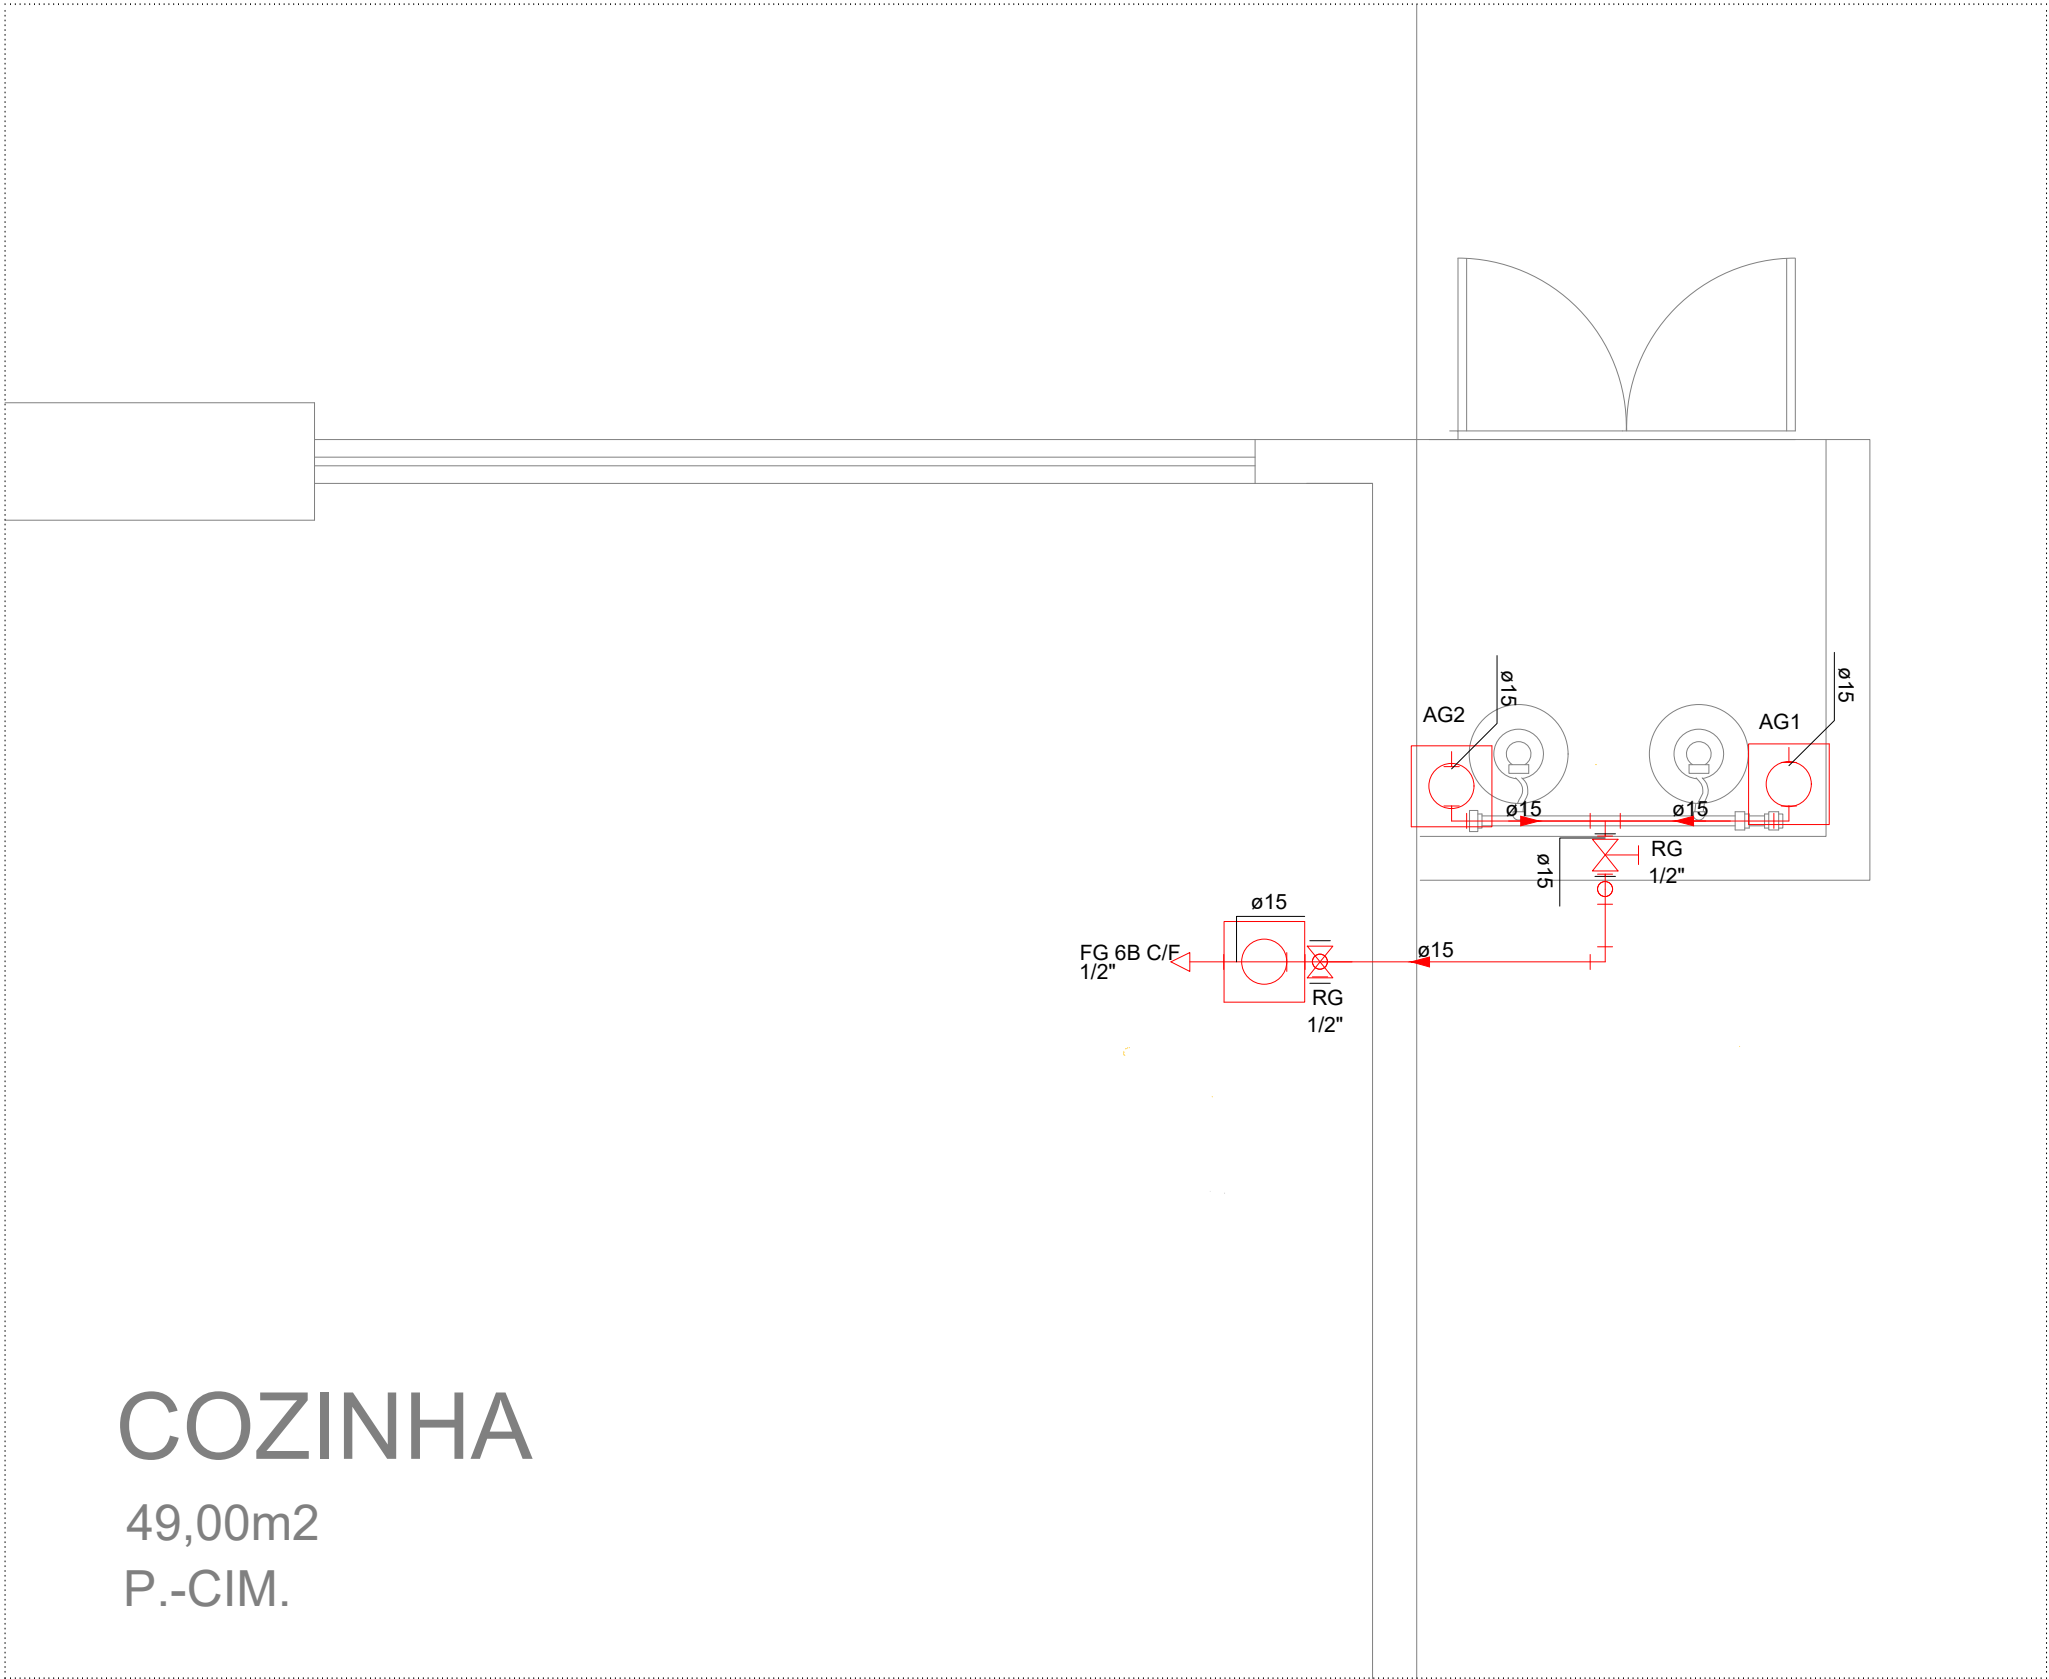 ø15
ø15
AG2
AG1
ø15
ø15
RG
1/2"
ø15
ø15
FG 6B C/F
1/2"
ø15
RG
1/2"
COZINHA
49,00m2
P.-CIM.